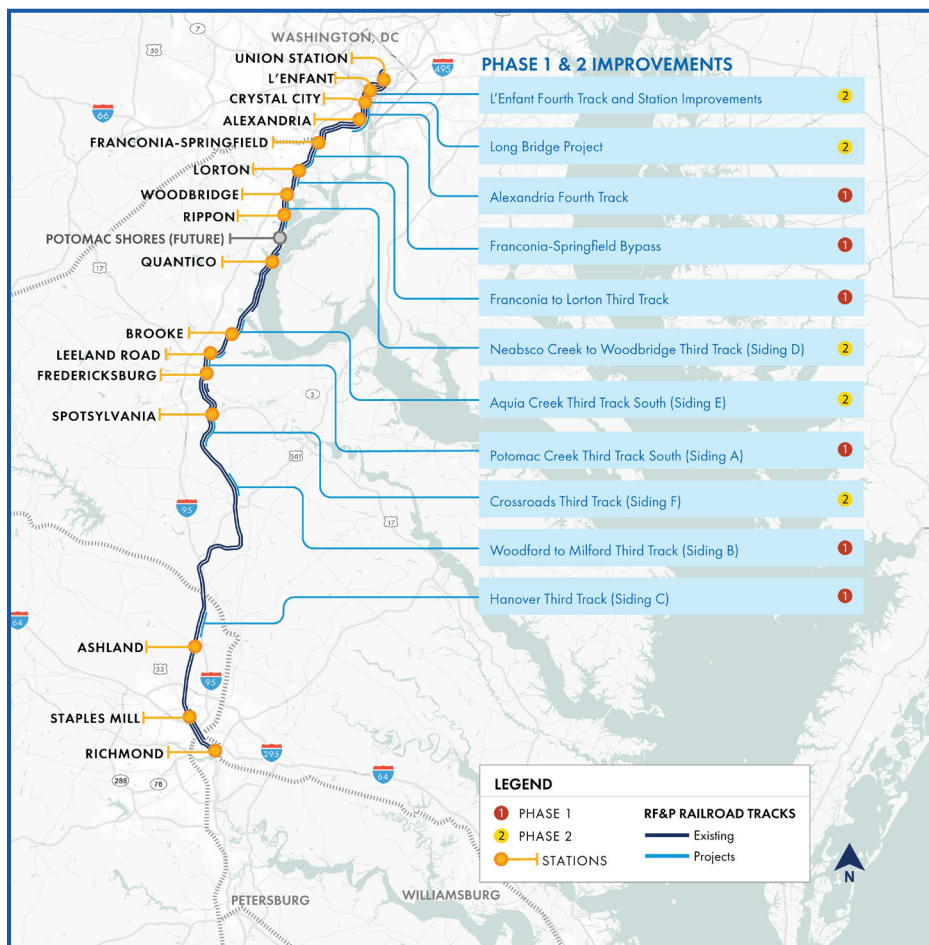 WASHINGTON, DC
UNION STATION
L'ENFANT
CRYSTAL CITY
ALEXANDRIA
FRANCONIA-SPRINGFIELD
LORTON
WOODBRIDGE
RIPPON
POTOMAC SHORES (FUTURE)
QUANTICO
BROOKE
LEELAND ROAD
FREDERICKSBURG
SPOTSYLVANIA
ASHLAND
STAPLES MILL
RICHMOND
PETERSBURG
WILLIAMSBURG
7
50
66
495
17
3
301
95
17
64
33
95
295
64
288
76
PHASE 1 & 2 IMPROVEMENTS
L'Enfant Fourth Track and Station Improvements 2
Long Bridge Project 2
Alexandria Fourth Track 1
Franconia-Springfield Bypass 1
Franconia to Lorton Third Track 1
Neabsco Creek to Woodbridge Third Track (Siding D) 2
Aquia Creek Third Track South (Siding E) 2
Potomac Creek Third Track South (Siding A) 1
Crossroads Third Track (Siding F) 2
Woodford to Milford Third Track (Siding B) 1
Hanover Third Track (Siding C) 1
LEGEND
1 PHASE 1
2 PHASE 2
STATIONS
RF&P RAILROAD TRACKS
Existing
Projects
N